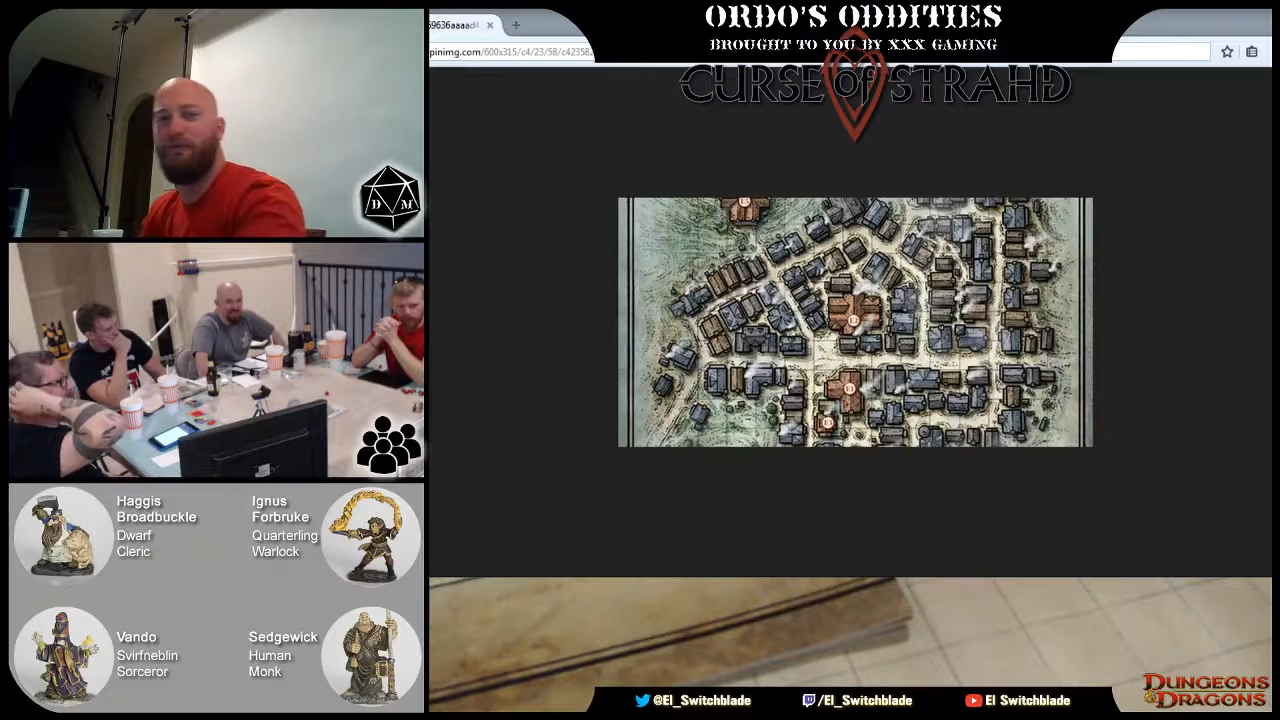 59636aaaad4
pinimg.com/600x315/c4/23/58/c42358
ORDO'S ODDITIES
BROUGHT TO YOU BY XXX GAMING
CURSE of STRAHD
D M
Haggis
Broadbuckle
Dwarf
Cleric
Ignus
Forbruke
Quarterling
Warlock
Vando
Svirfneblin
Sorceror
Sedgewick
Human
Monk
@El_Switchblade
/El_Switchblade
El Switchblade
DUNGEONS
& DRAGONS